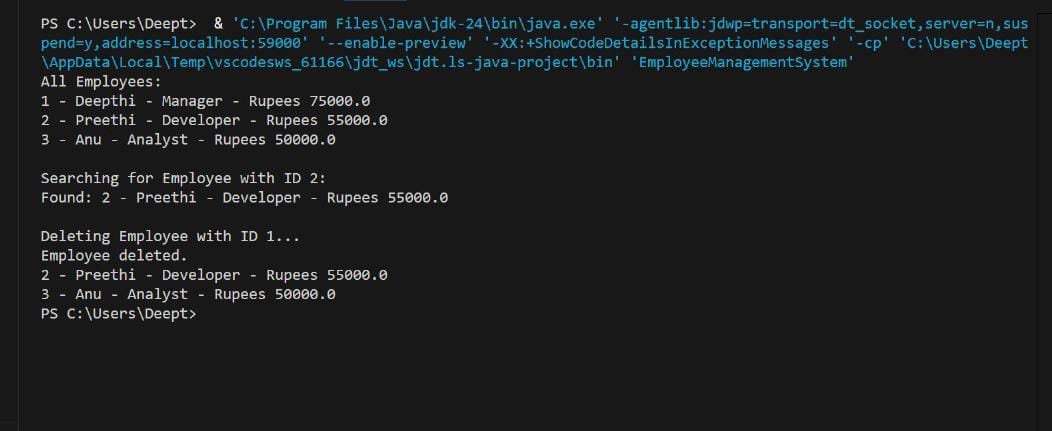 PS C:\Users\Deept>  & 'C:\Program Files\Java\jdk-24\bin\java.exe' '-agentlib:jdwp=transport=dt_socket,server=n,sus
pend=y,address=localhost:59000' '--enable-preview' '-XX:+ShowCodeDetailsInExceptionMessages' '-cp' 'C:\Users\Deept
\AppData\Local\Temp\vscodesws_61166\jdt_ws\jdt.ls-java-project\bin' 'EmployeeManagementSystem'
All Employees:
1 - Deepthi - Manager - Rupees 75000.0
2 - Preethi - Developer - Rupees 55000.0
3 - Anu - Analyst - Rupees 50000.0

Searching for Employee with ID 2:
Found: 2 - Preethi - Developer - Rupees 55000.0

Deleting Employee with ID 1...
Employee deleted.
2 - Preethi - Developer - Rupees 55000.0
3 - Anu - Analyst - Rupees 50000.0
PS C:\Users\Deept>